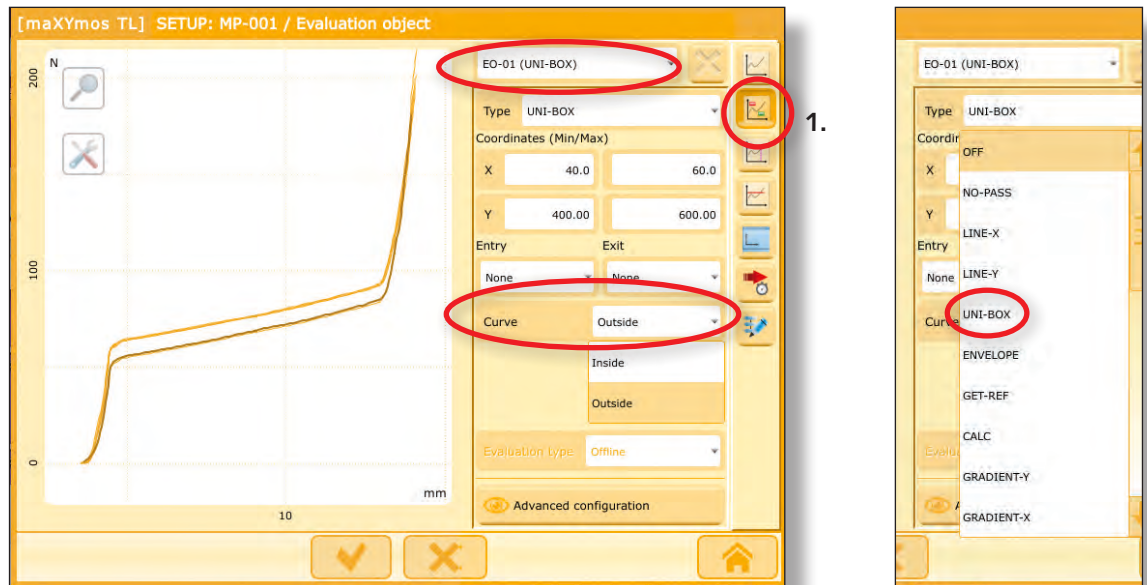 [maXYmos TL] SETUP: MP-001 / Evaluation object
N
200
100
0
10
mm
EO-01 (UNI-BOX)
Type UNI-BOX
Coordinates (Min/Max)
X 40.0 60.0
Y 400.00 600.00
Entry Exit
None None
Curve Outside
Inside
Outside
Evaluation type Offline
Advanced configuration
1.
EO-01 (UNI-BOX)
Type UNI-BOX
Coordin
OFF
X
NO-PASS
Y
LINE-X
Entry
None LINE-Y
Curve UNI-BOX
ENVELOPE
GET-REF
CALC
Evalua
GRADIENT-Y
A
GRADIENT-X